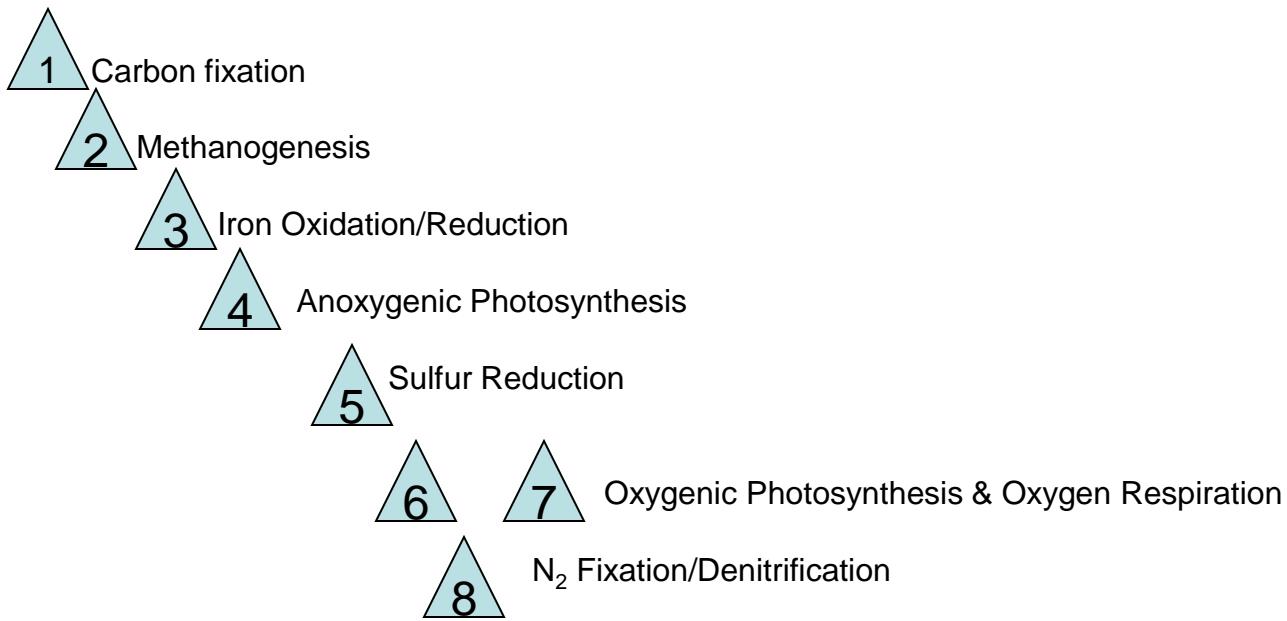 1 Carbon fixation
2 Methanogenesis
3 Iron Oxidation/Reduction
4 Anoxygenic Photosynthesis
5 Sulfur Reduction
6 7 Oxygenic Photosynthesis & Oxygen Respiration
8 N₂ Fixation/Denitrification